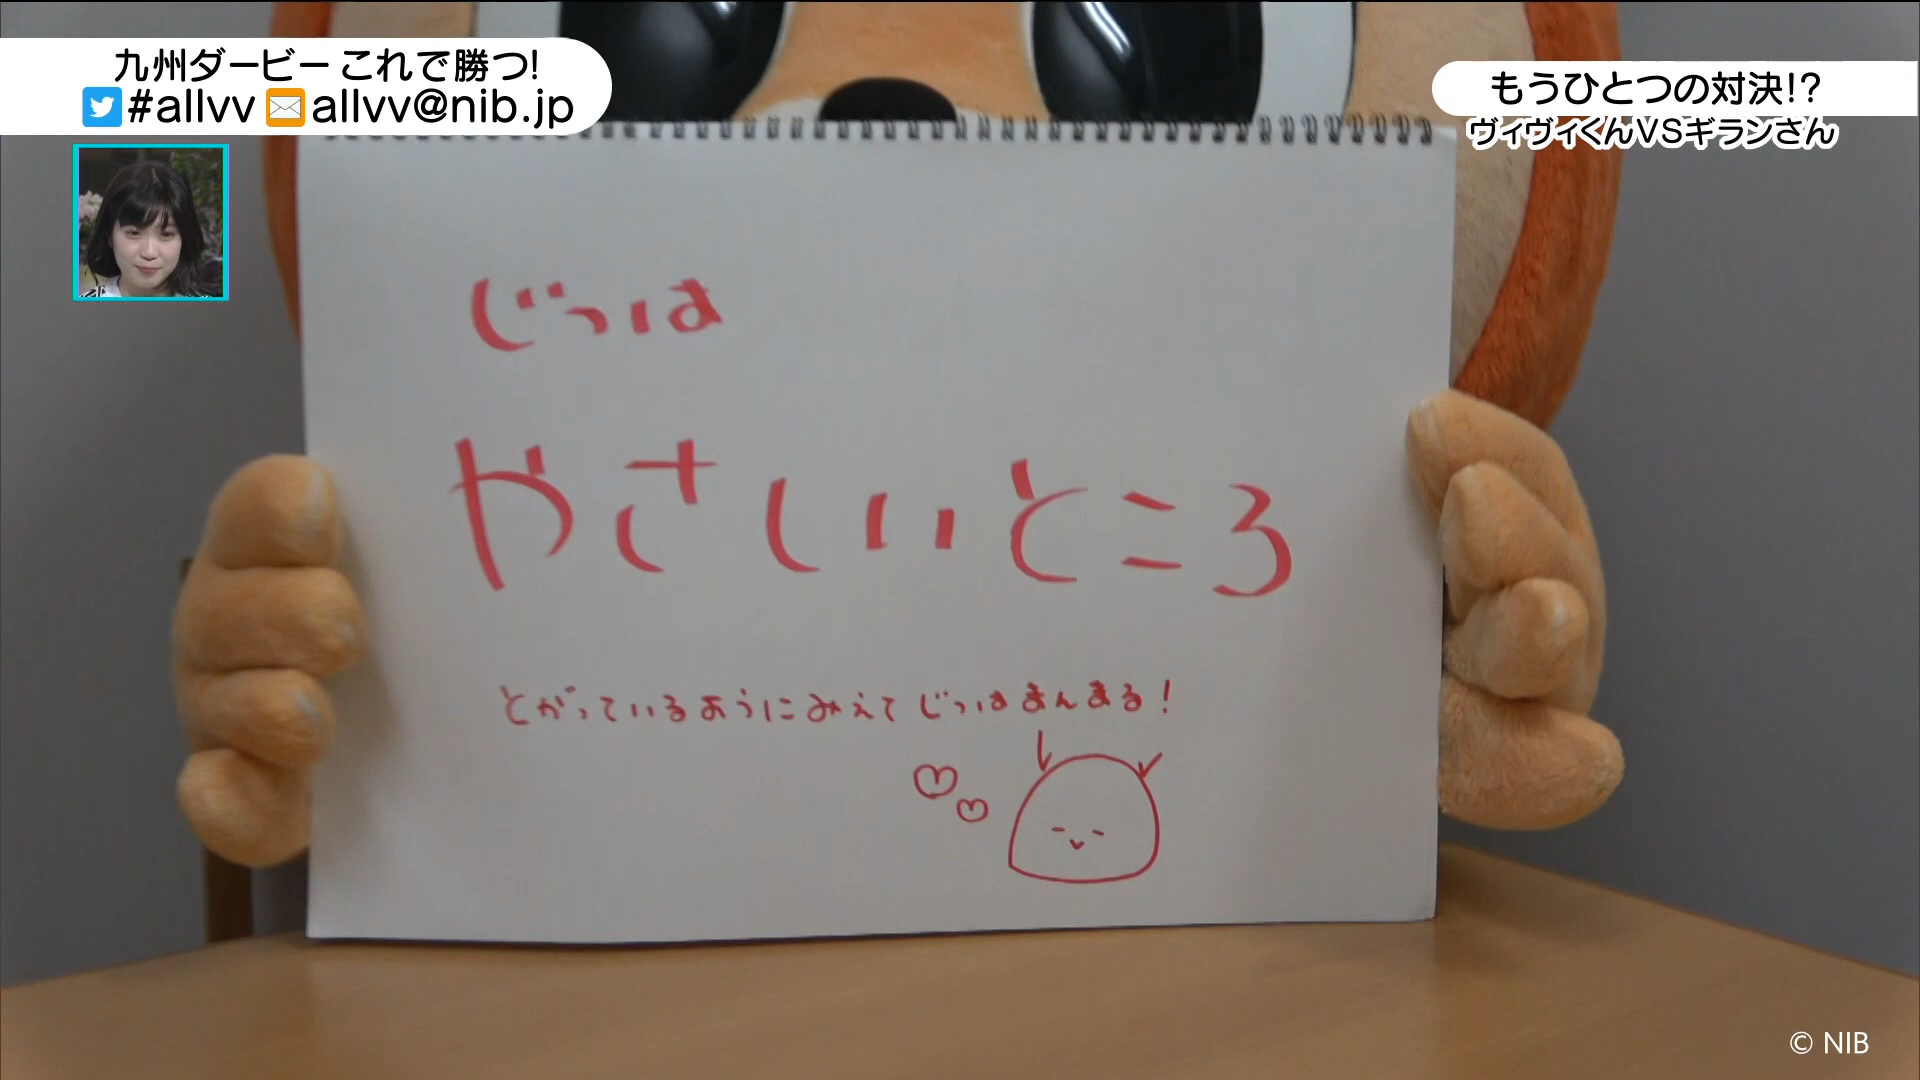 九州ダービー これで勝つ!
#allvv allvv@nib.jp
もうひとつの対決!?
ヴィヴィくんVSギランさん
じつは
やさしいところ
とがっているようにみえてじつはまんまる!
© NIB